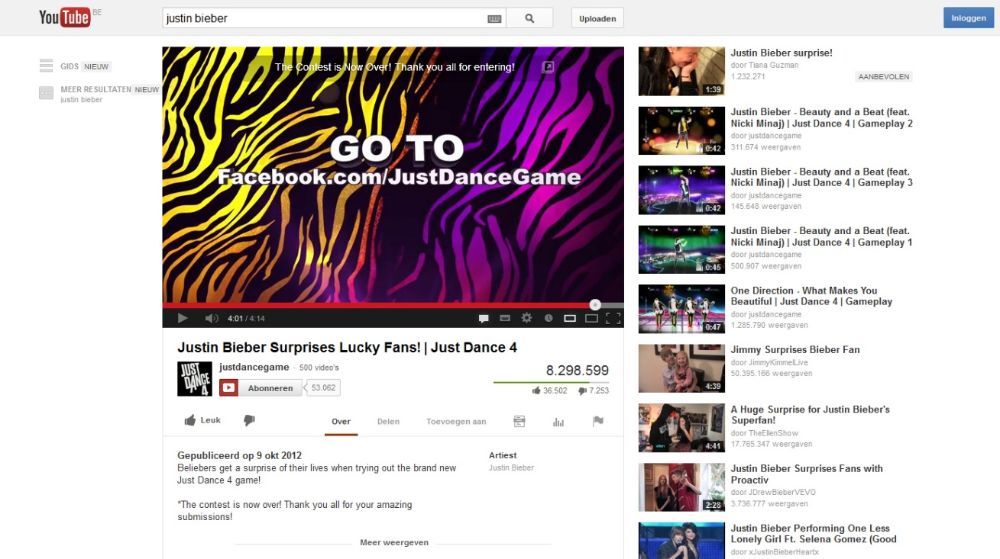 YouTube BE
justin bieber
Uploaden
Inloggen
GIDS NIEUW
MEER RESULTATEN NIEUW
justin bieber
The Contest is Now Over! Thank you all for entering!
GO TO
Facebook.com/JustDanceGame
4:01 / 4:14
Justin Bieber Surprises Lucky Fans! | Just Dance 4
JUST DANCE 4
justdancegame · 500 video's
Abonneren 53.062
8.298.599
36.502 7.253
Leuk
Over Delen Toevoegen aan
Gepubliceerd op 9 okt 2012
Beliebers get a surprise of their lives when trying out the brand new
Just Dance 4 game!
*The contest is now over! Thank you all for your amazing
submissions!
Artiest
Justin Bieber
Meer weergeven
1:39
Justin Bieber surprise!
door Tiana Guzman
1.232.271
AANBEVOLEN
0:42
Justin Bieber - Beauty and a Beat (feat.
Nicki Minaj) | Just Dance 4 | Gameplay 2
door justdancegame
311.674 weergaven
0:42
Justin Bieber - Beauty and a Beat (feat.
Nicki Minaj) | Just Dance 4 | Gameplay 3
door justdancegame
145.648 weergaven
0:45
Justin Bieber - Beauty and a Beat (feat.
Nicki Minaj) | Just Dance 4 | Gameplay 1
door justdancegame
500.907 weergaven
0:47
One Direction - What Makes You
Beautiful | Just Dance 4 | Gameplay
door justdancegame
1.285.790 weergaven
4:39
Jimmy Surprises Bieber Fan
door JimmyKimmelLive
50.395.166 weergaven
4:41
A Huge Surprise for Justin Bieber's
Superfan!
door TheEllenShow
17.765.347 weergaven
2:28
Justin Bieber Surprises Fans with
Proactiv
door JDrewBieberVEVO
3.736.777 weergaven
Justin Bieber Performing One Less
Lonely Girl Ft. Selena Gomez (Good
door xJustinBieberHeartx